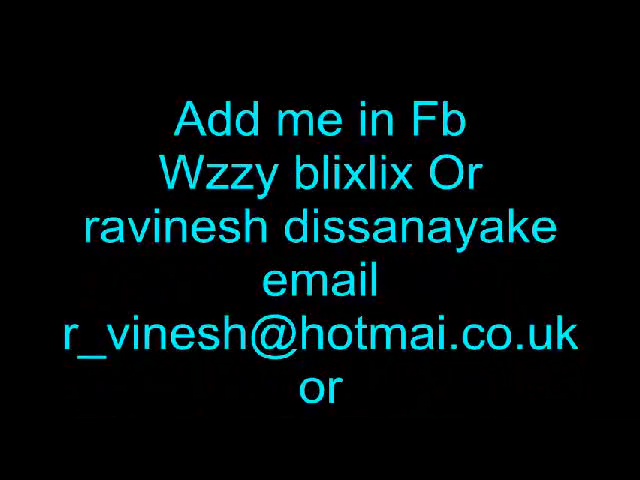 Add me in Fb
Wzzy blixlix Or
ravinesh dissanayake
email
r_vinesh@hotmai.co.uk
or